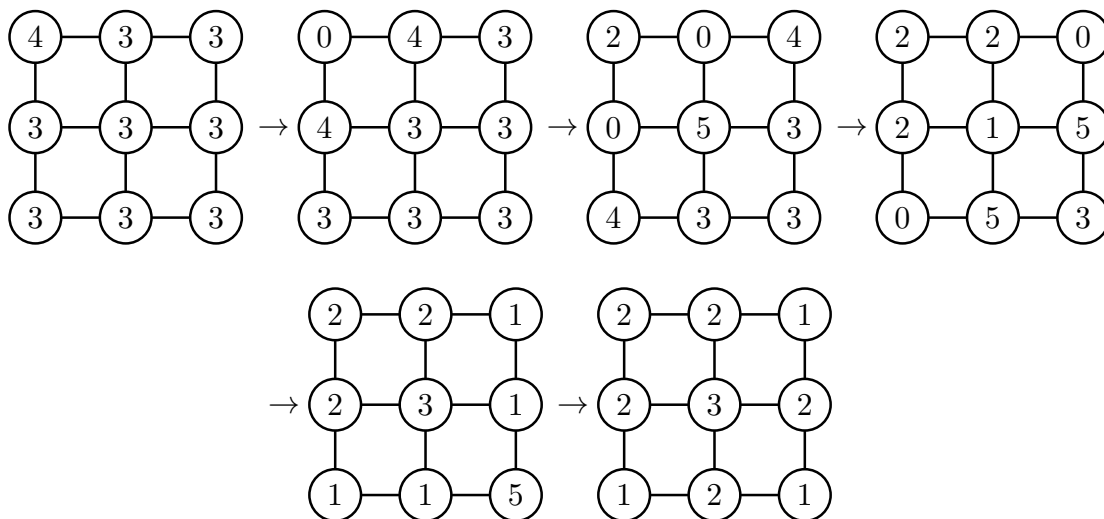 4 3 3 0 4 3 2 0 4 2 2 0
3 3 3 → 4 3 3 → 0 5 3 → 2 1 5
3 3 3 3 3 3 4 3 3 0 5 3
2 2 1 2 2 1
→ 2 3 1 → 2 3 2
1 1 5 1 2 1